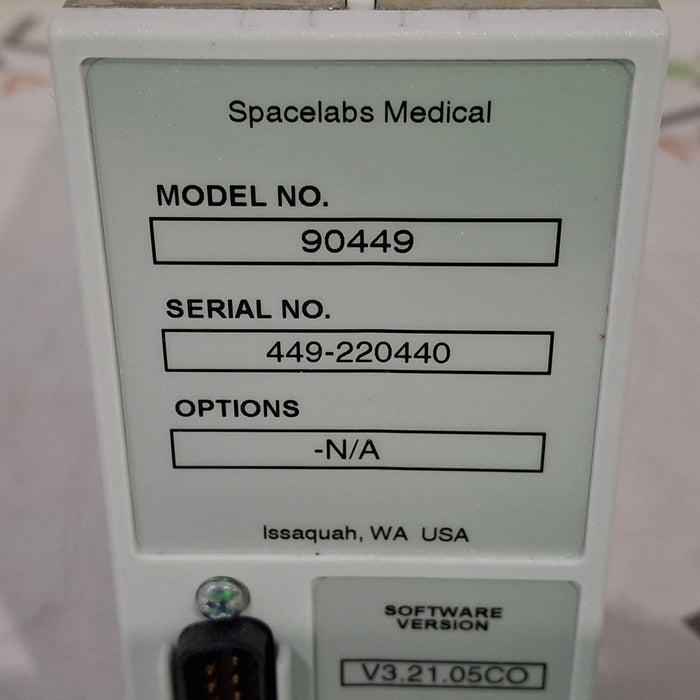 Spacelabs Medical
MODEL NO.
90449
SERIAL NO.
449-220440
OPTIONS
-N/A
Issaquah, WA USA
SOFTWARE
VERSION
V3.21.05CO